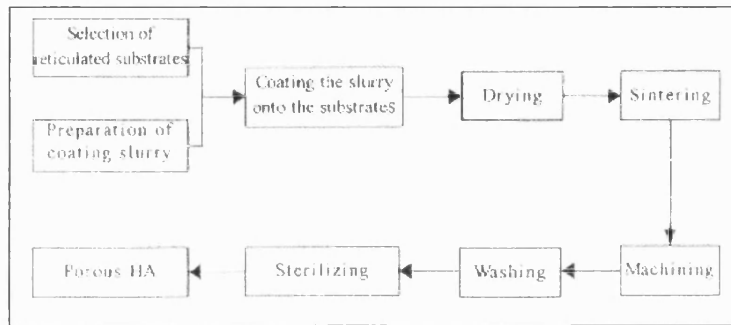 Selection of
reticulated substrates
Preparation of
coating slurry
Coating the slurry
onto the substrates
Drying
Sintering
Machining
Washing
Sterilizing
Porous HA